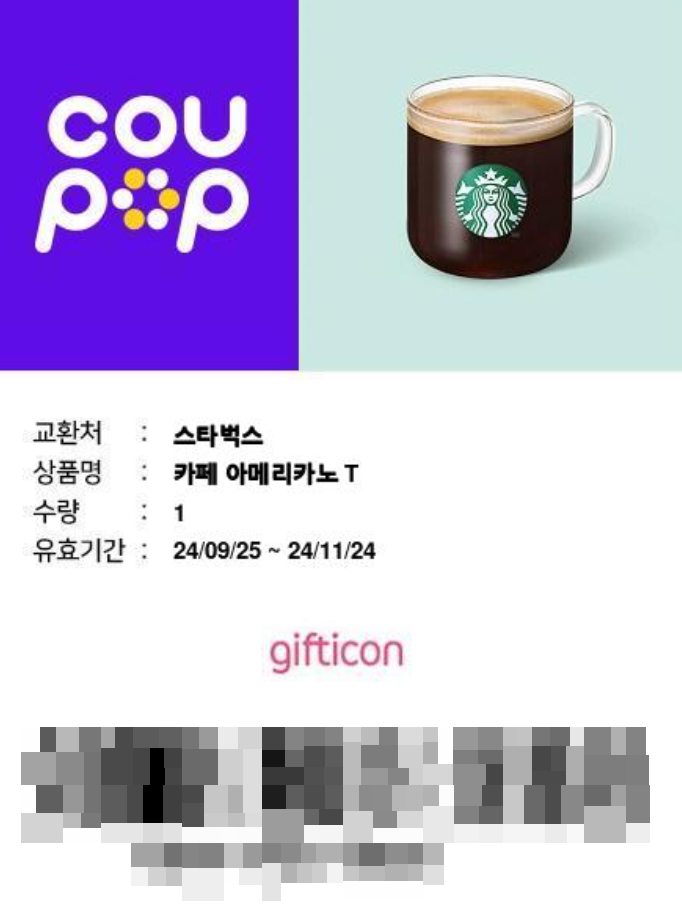 cou
pop
교환처 : 스타벅스
상품명 : 카페 아메리카노 T
수량 : 1
유효기간 : 24/09/25 ~ 24/11/24
gifticon